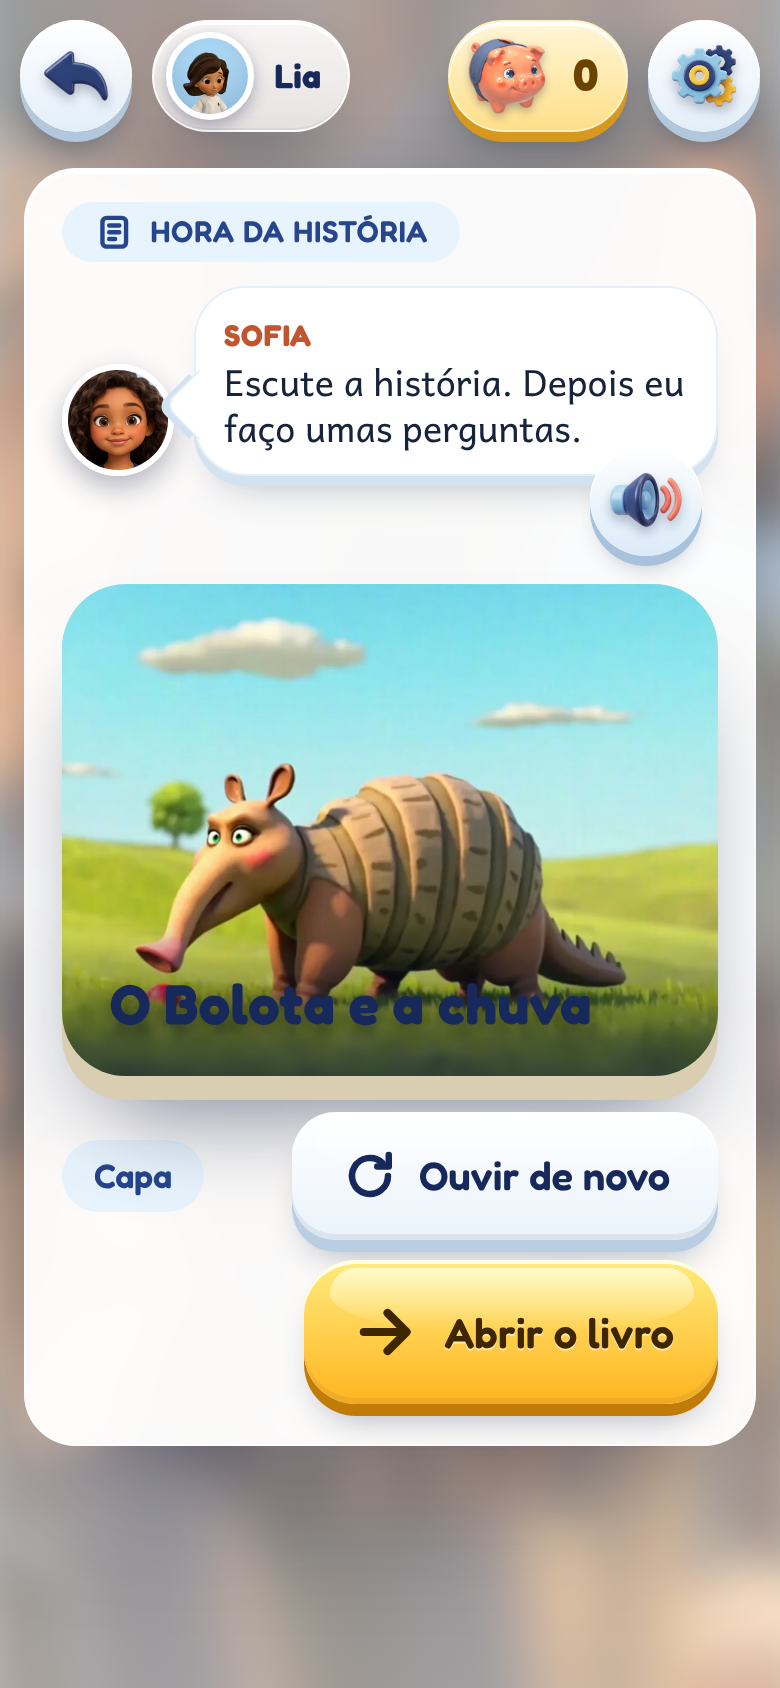 Lia
0
HORA DA HISTÓRIA
SOFIA
Escute a história. Depois eu
faço umas perguntas.
O Bolota e a chuva
Capa
Ouvir de novo
Abrir o livro